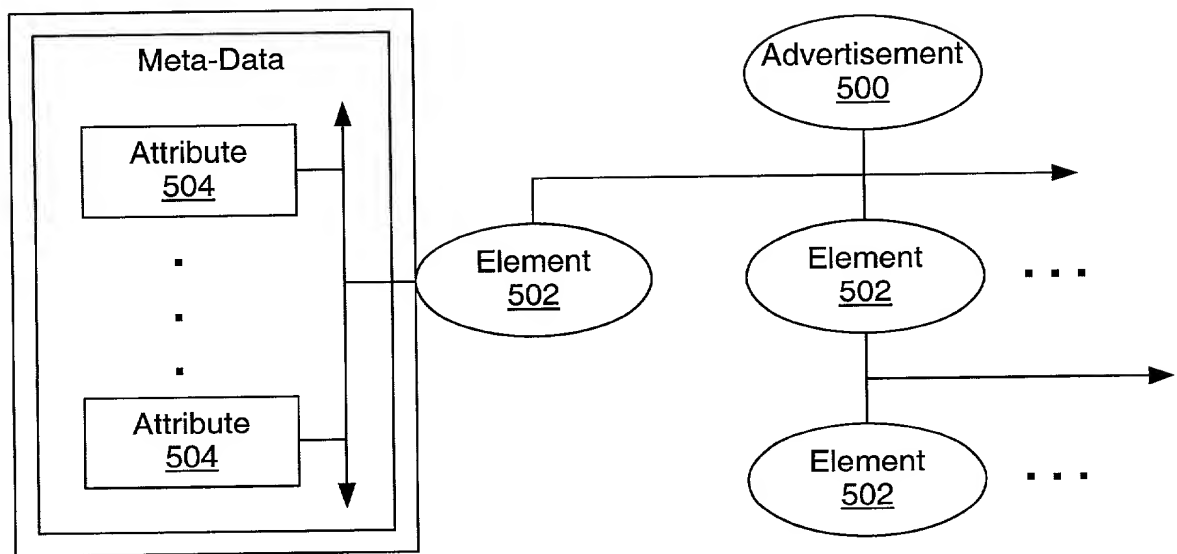 Meta-Data
Attribute
504
Attribute
504
Advertisement
500
Element
502
Element
502
Element
502